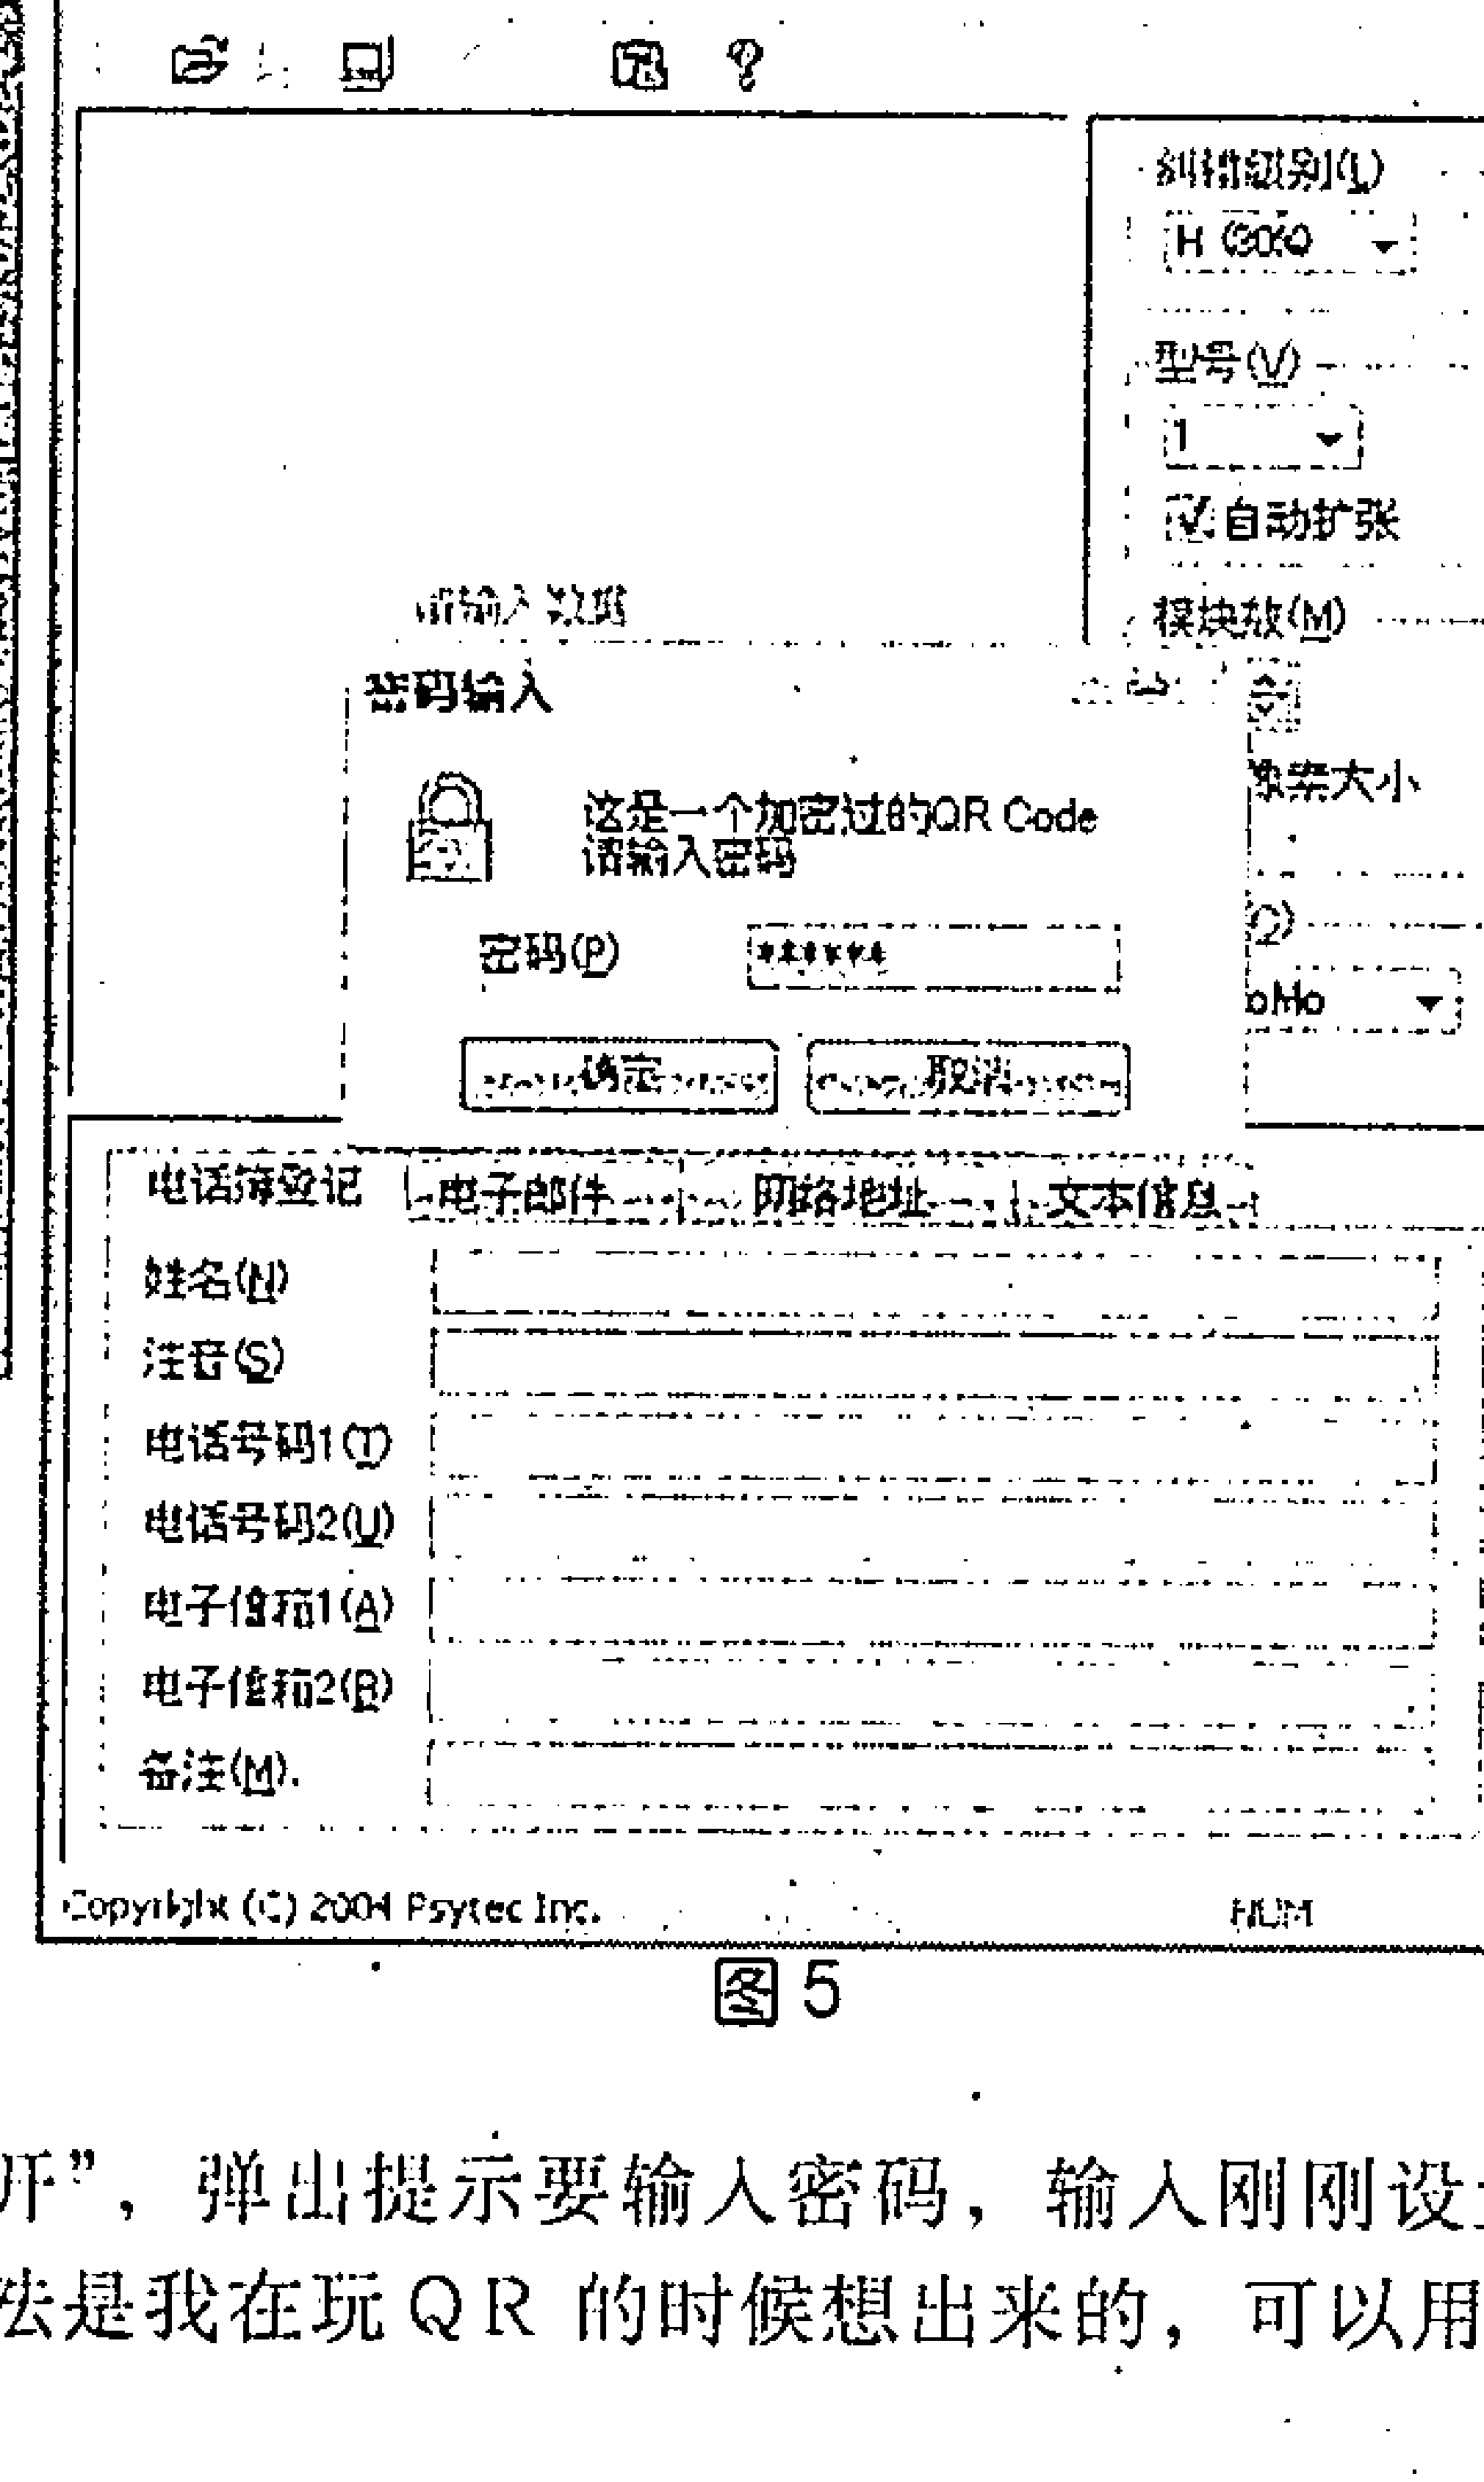 纠错级别(L)
H (30%)
型号(V)
1
自动扩张
请输入数据
模块数(M)
密码输入
象大小
这是一个加密过的QR Code
请输入密码
密码(P)
******
oMo
确定 取消
电话簿登记 电子邮件 网络地址 文本信息
姓名(N)
注音(S)
电话号码1(T)
电话号码2(U)
电子信箱1(A)
电子信箱2(B)
备注(M)
Copyright (C) 2004 Psytec Inc. NUM
图 5
开”，弹出提示要输入密码，输入刚刚设
法是我在玩QR 的时候想出来的，可以用